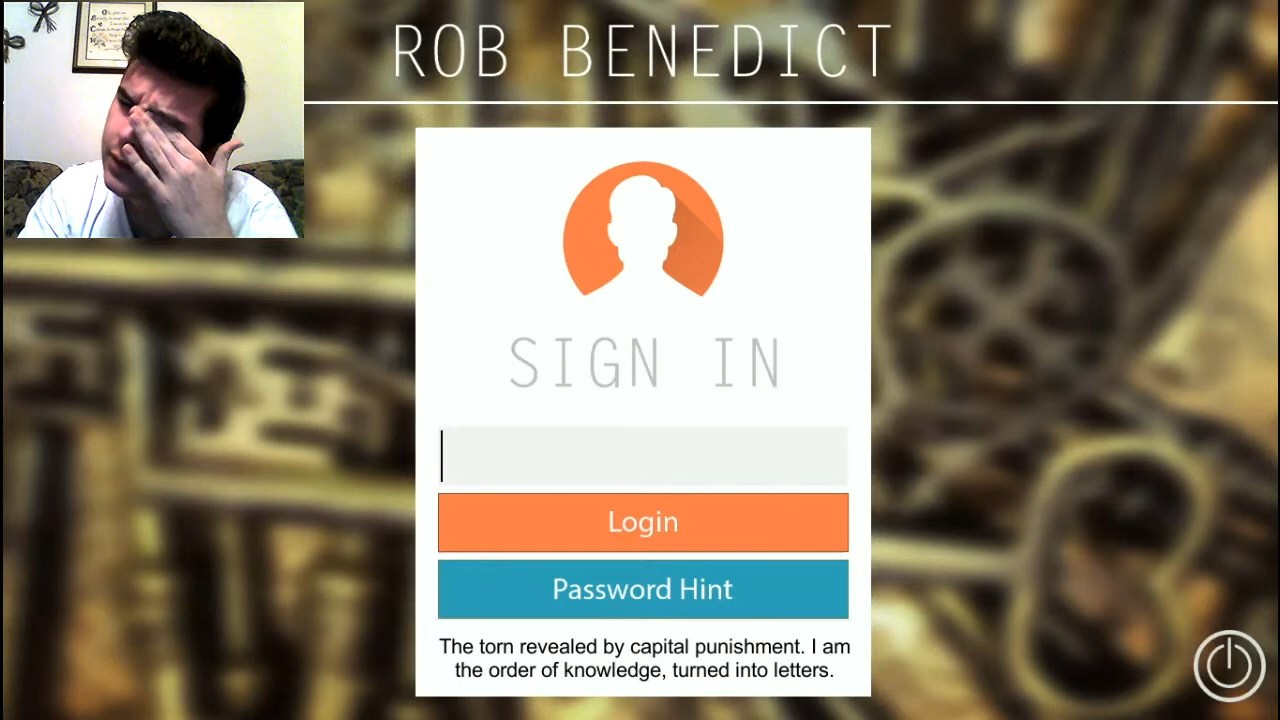 ROB BENEDICT
SIGN IN
Login
Password Hint
The torn revealed by capital punishment. I am
the order of knowledge, turned into letters.